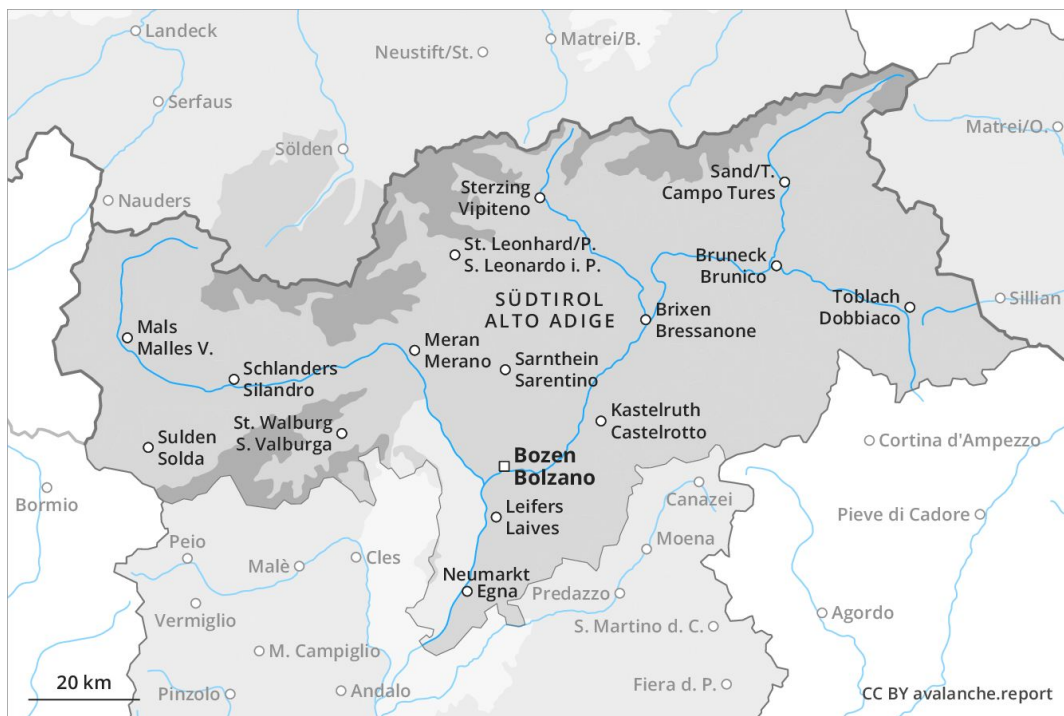 Landeck
Neustift/St.
Matrei/B.
Serfaus
Sölden
Matrei/O.
Nauders
Sterzing
Vipiteno
Sand/T.
Campo Tures
St. Leonhard/P.
S. Leonardo i. P.
Bruneck
Brunico
SÜDTIROL
ALTO ADIGE
Brixen
Bressanone
Toblach
Dobbiaco
Sillian
Mals
Malles V.
Meran
Merano
Schlanders
Silandro
Sarnthein
Sarentino
St. Walburg
S. Valburga
Kastelruth
Castelrotto
Sulden
Solda
Cortina d'Ampezzo
Bozen
Bolzano
Bormio
Canazei
Leifers
Laives
Pieve di Cadore
Peio
Malè
Cles
Moena
Neumarkt
Egna
Predazzo
Vermiglio
Agordo
S. Martino d. C.
M. Campiglio
20 km
Pinzolo
Andalo
Fiera d. P.
CC BY avalanche.report